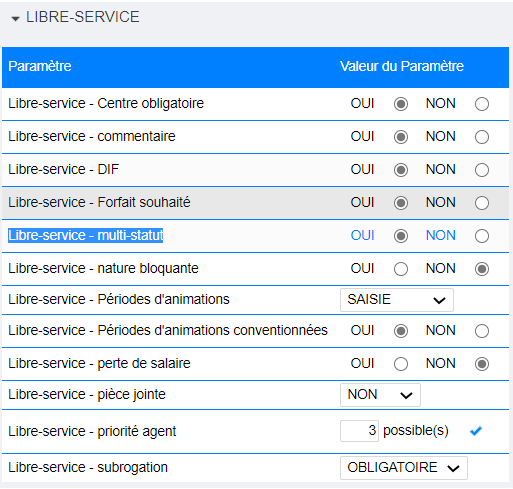 LIBRE-SERVICE
Paramètre Valeur du Paramètre
Libre-service - Centre obligatoire OUI NON
Libre-service - commentaire OUI NON
Libre-service - DIF OUI NON
Libre-service - Forfait souhaité OUI NON
Libre-service - multi-statut OUI NON
Libre-service - nature bloquante OUI NON
Libre-service - Périodes d'animations SAISIE
Libre-service - Périodes d'animations conventionnées OUI NON
Libre-service - perte de salaire OUI NON
Libre-service - pièce jointe NON
Libre-service - priorité agent 3 possible(s)
Libre-service - subrogation OBLIGATOIRE